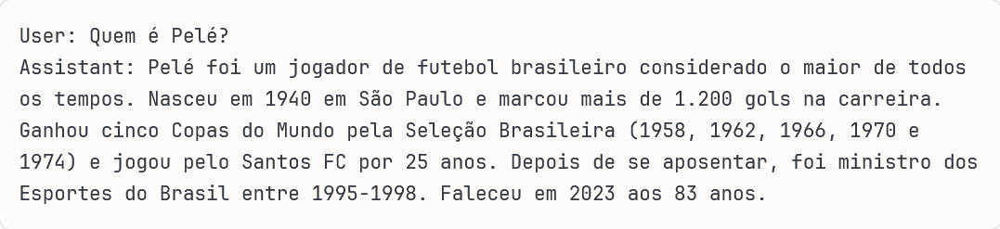 User: Quem é Pelé?
Assistant: Pelé foi um jogador de futebol brasileiro considerado o maior de todos
os tempos. Nasceu em 1940 em São Paulo e marcou mais de 1.200 gols na carreira.
Ganhou cinco Copas do Mundo pela Seleção Brasileira (1958, 1962, 1966, 1970 e
1974) e jogou pelo Santos FC por 25 anos. Depois de se aposentar, foi ministro dos
Esportes do Brasil entre 1995-1998. Faleceu em 2023 aos 83 anos.